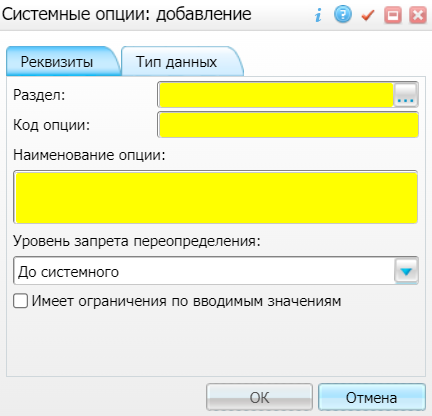 Системные опции: добавление
Реквизиты Тип данных
Раздел:
...
Код опции:
Наименование опции:
Уровень запрета переопределения:
До системного
Имеет ограничения по вводимым значениям
ОК Отмена